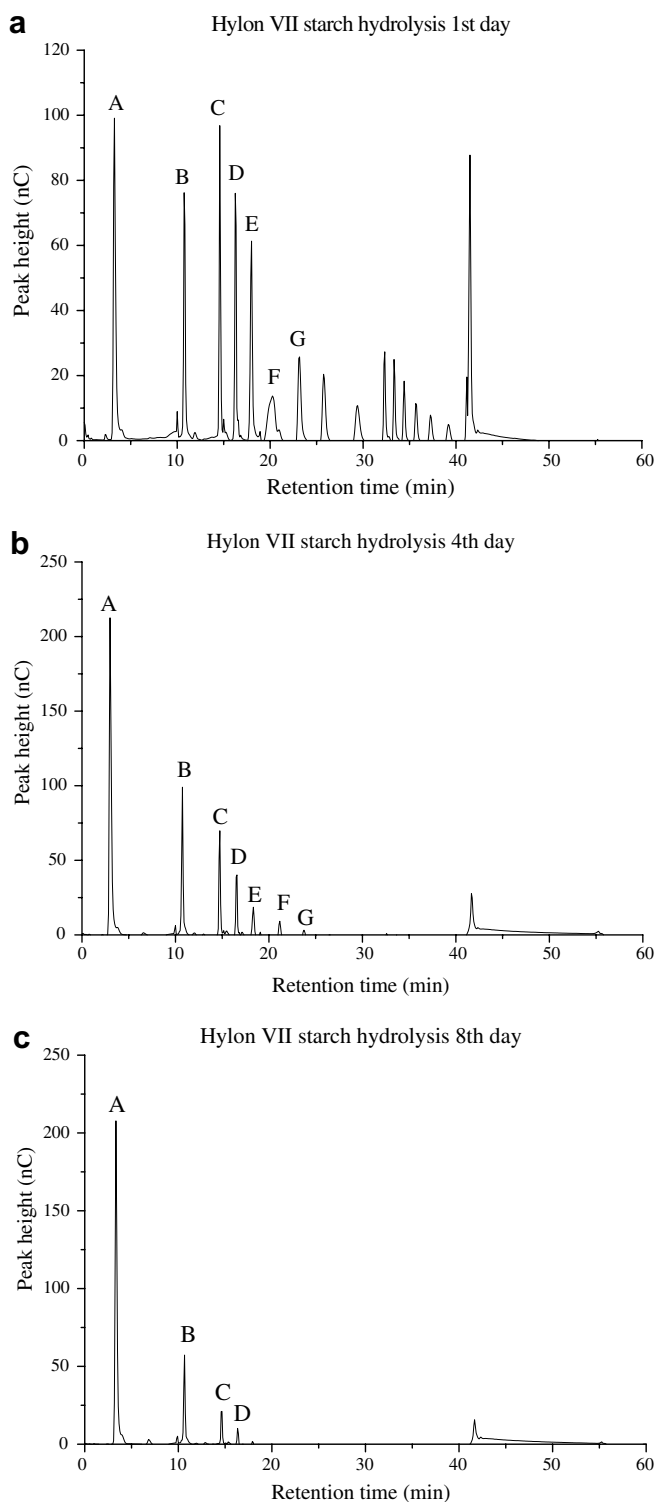 a
Hylon VII starch hydrolysis 1st day
120
100
80
60
40
20
0
Peak height (nC)
A
B
C
D
E
F
G
0 10 20 30 40 50 60
Retention time (min)
b
Hylon VII starch hydrolysis 4th day
250
200
150
100
50
0
Peak height (nC)
A
B
C
D
E
F
G
0 10 20 30 40 50 60
Retention time (min)
c
Hylon VII starch hydrolysis 8th day
250
200
150
100
50
0
Peak height (nC)
A
B
C
D
0 10 20 30 40 50 60
Retention time (min)